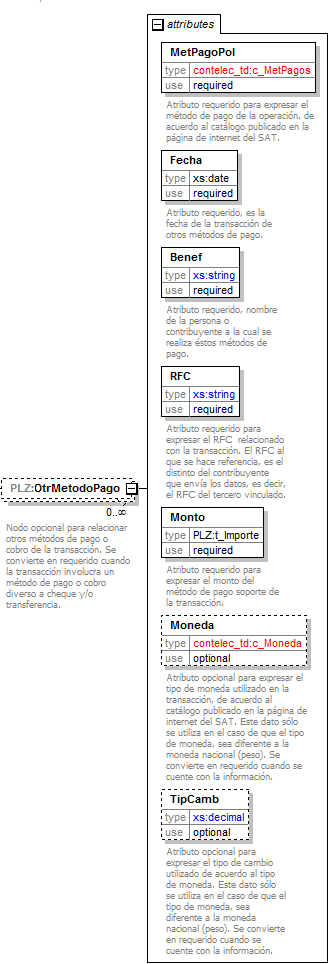 attributes
MetPagoPol
type contelec_td:c_MetPagos
use required
Atributo requerido para expresar el
método de pago de la operación, de
acuerdo al catálogo publicado en la
página de internet del SAT.
Fecha
type xs:date
use required
Atributo requerido, es la
fecha de la transacción de
otros métodos de pago.
Benef
type xs:string
use required
Atributo requerido, nombre
de la persona o
contribuyente a la cual se
realiza éstos métodos de
pago.
RFC
type xs:string
use required
Atributo requerido para
expresar el RFC relacionado
con la transacción. El RFC al
que se hace referencia, es el
distinto del contribuyente
que envía los datos, es decir,
el RFC del tercero vinculado.
PLZ:OtrMetodoPago
0..∞
Nodo opcional para relacionar
otros métodos de pago o
cobro de la transacción. Se
convierte en requerido cuando
la transacción involucra un
método de pago o cobro
diverso a cheque y/o
transferencia.
Monto
type PLZ:t_Importe
use required
Atributo requerido para
expresar el monto del
método de pago soporte de
la transacción.
Moneda
type contelec_td:c_Moneda
use optional
Atributo opcional para expresar el
tipo de moneda utilizado en la
transacción, de acuerdo al
catálogo publicado en la página de
internet del SAT. Este dato sólo
se utiliza en el caso de que el tipo
de moneda, sea diferente a la
moneda nacional (peso). Se
convierte en requerido cuando se
cuente con la información.
TipCamb
type xs:decimal
use optional
Atributo opcional para
expresar el tipo de cambio
utilizado de acuerdo al tipo
de moneda. Este dato sólo
se utiliza en el caso de que el
tipo de moneda, sea
diferente a la moneda
nacional (peso). Se convierte
en requerido cuando se
cuente con la información.